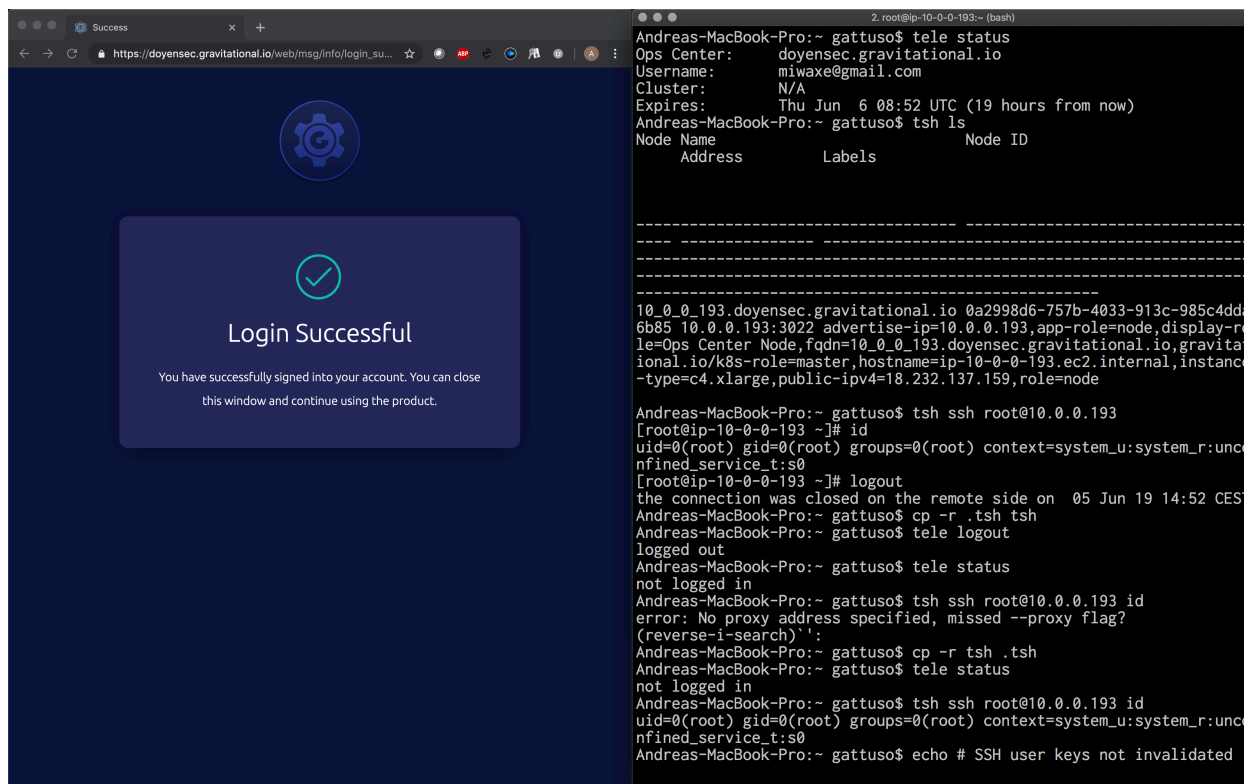 Success
https://doyensec.gravitational.io/web/msg/info/login_su...
ABP
A
Login Successful
You have successfully signed into your account. You can close
this window and continue using the product.
2. root@ip-10-0-0-193:~ (bash)
Andreas-MacBook-Pro:~ gattuso$ tele status
Ops Center:     doyensec.gravitational.io
Username:       miwaxe@gmail.com
Cluster:        N/A
Expires:        Thu Jun  6 08:52 UTC (19 hours from now)
Andreas-MacBook-Pro:~ gattuso$ tsh ls
Node Name                            Node ID
     Address         Labels
------------------------------------ -------------------------------
---- --------------- -----------------------------------------------
--------------------------------------------------------------------
--------------------------------------------------------------------
----------------------------------------------------
10_0_0_193.doyensec.gravitational.io 0a2998d6-757b-4033-913c-985c4dda
6b85 10.0.0.193:3022 advertise-ip=10.0.0.193,app-role=node,display-ro
le=Ops Center Node,fqdn=10_0_0_193.doyensec.gravitational.io,gravitat
ional.io/k8s-role=master,hostname=ip-10-0-0-193.ec2.internal,instance
-type=c4.xlarge,public-ipv4=18.232.137.159,role=node
Andreas-MacBook-Pro:~ gattuso$ tsh ssh root@10.0.0.193
[root@ip-10-0-0-193 ~]# id
uid=0(root) gid=0(root) groups=0(root) context=system_u:system_r:unco
nfined_service_t:s0
[root@ip-10-0-0-193 ~]# logout
the connection was closed on the remote side on  05 Jun 19 14:52 CEST
Andreas-MacBook-Pro:~ gattuso$ cp -r .tsh tsh
Andreas-MacBook-Pro:~ gattuso$ tele logout
logged out
Andreas-MacBook-Pro:~ gattuso$ tele status
not logged in
Andreas-MacBook-Pro:~ gattuso$ tsh ssh root@10.0.0.193 id
error: No proxy address specified, missed --proxy flag?
(reverse-i-search)`':
Andreas-MacBook-Pro:~ gattuso$ cp -r tsh .tsh
Andreas-MacBook-Pro:~ gattuso$ tele status
not logged in
Andreas-MacBook-Pro:~ gattuso$ tsh ssh root@10.0.0.193 id
uid=0(root) gid=0(root) groups=0(root) context=system_u:system_r:unco
nfined_service_t:s0
Andreas-MacBook-Pro:~ gattuso$ echo # SSH user keys not invalidated